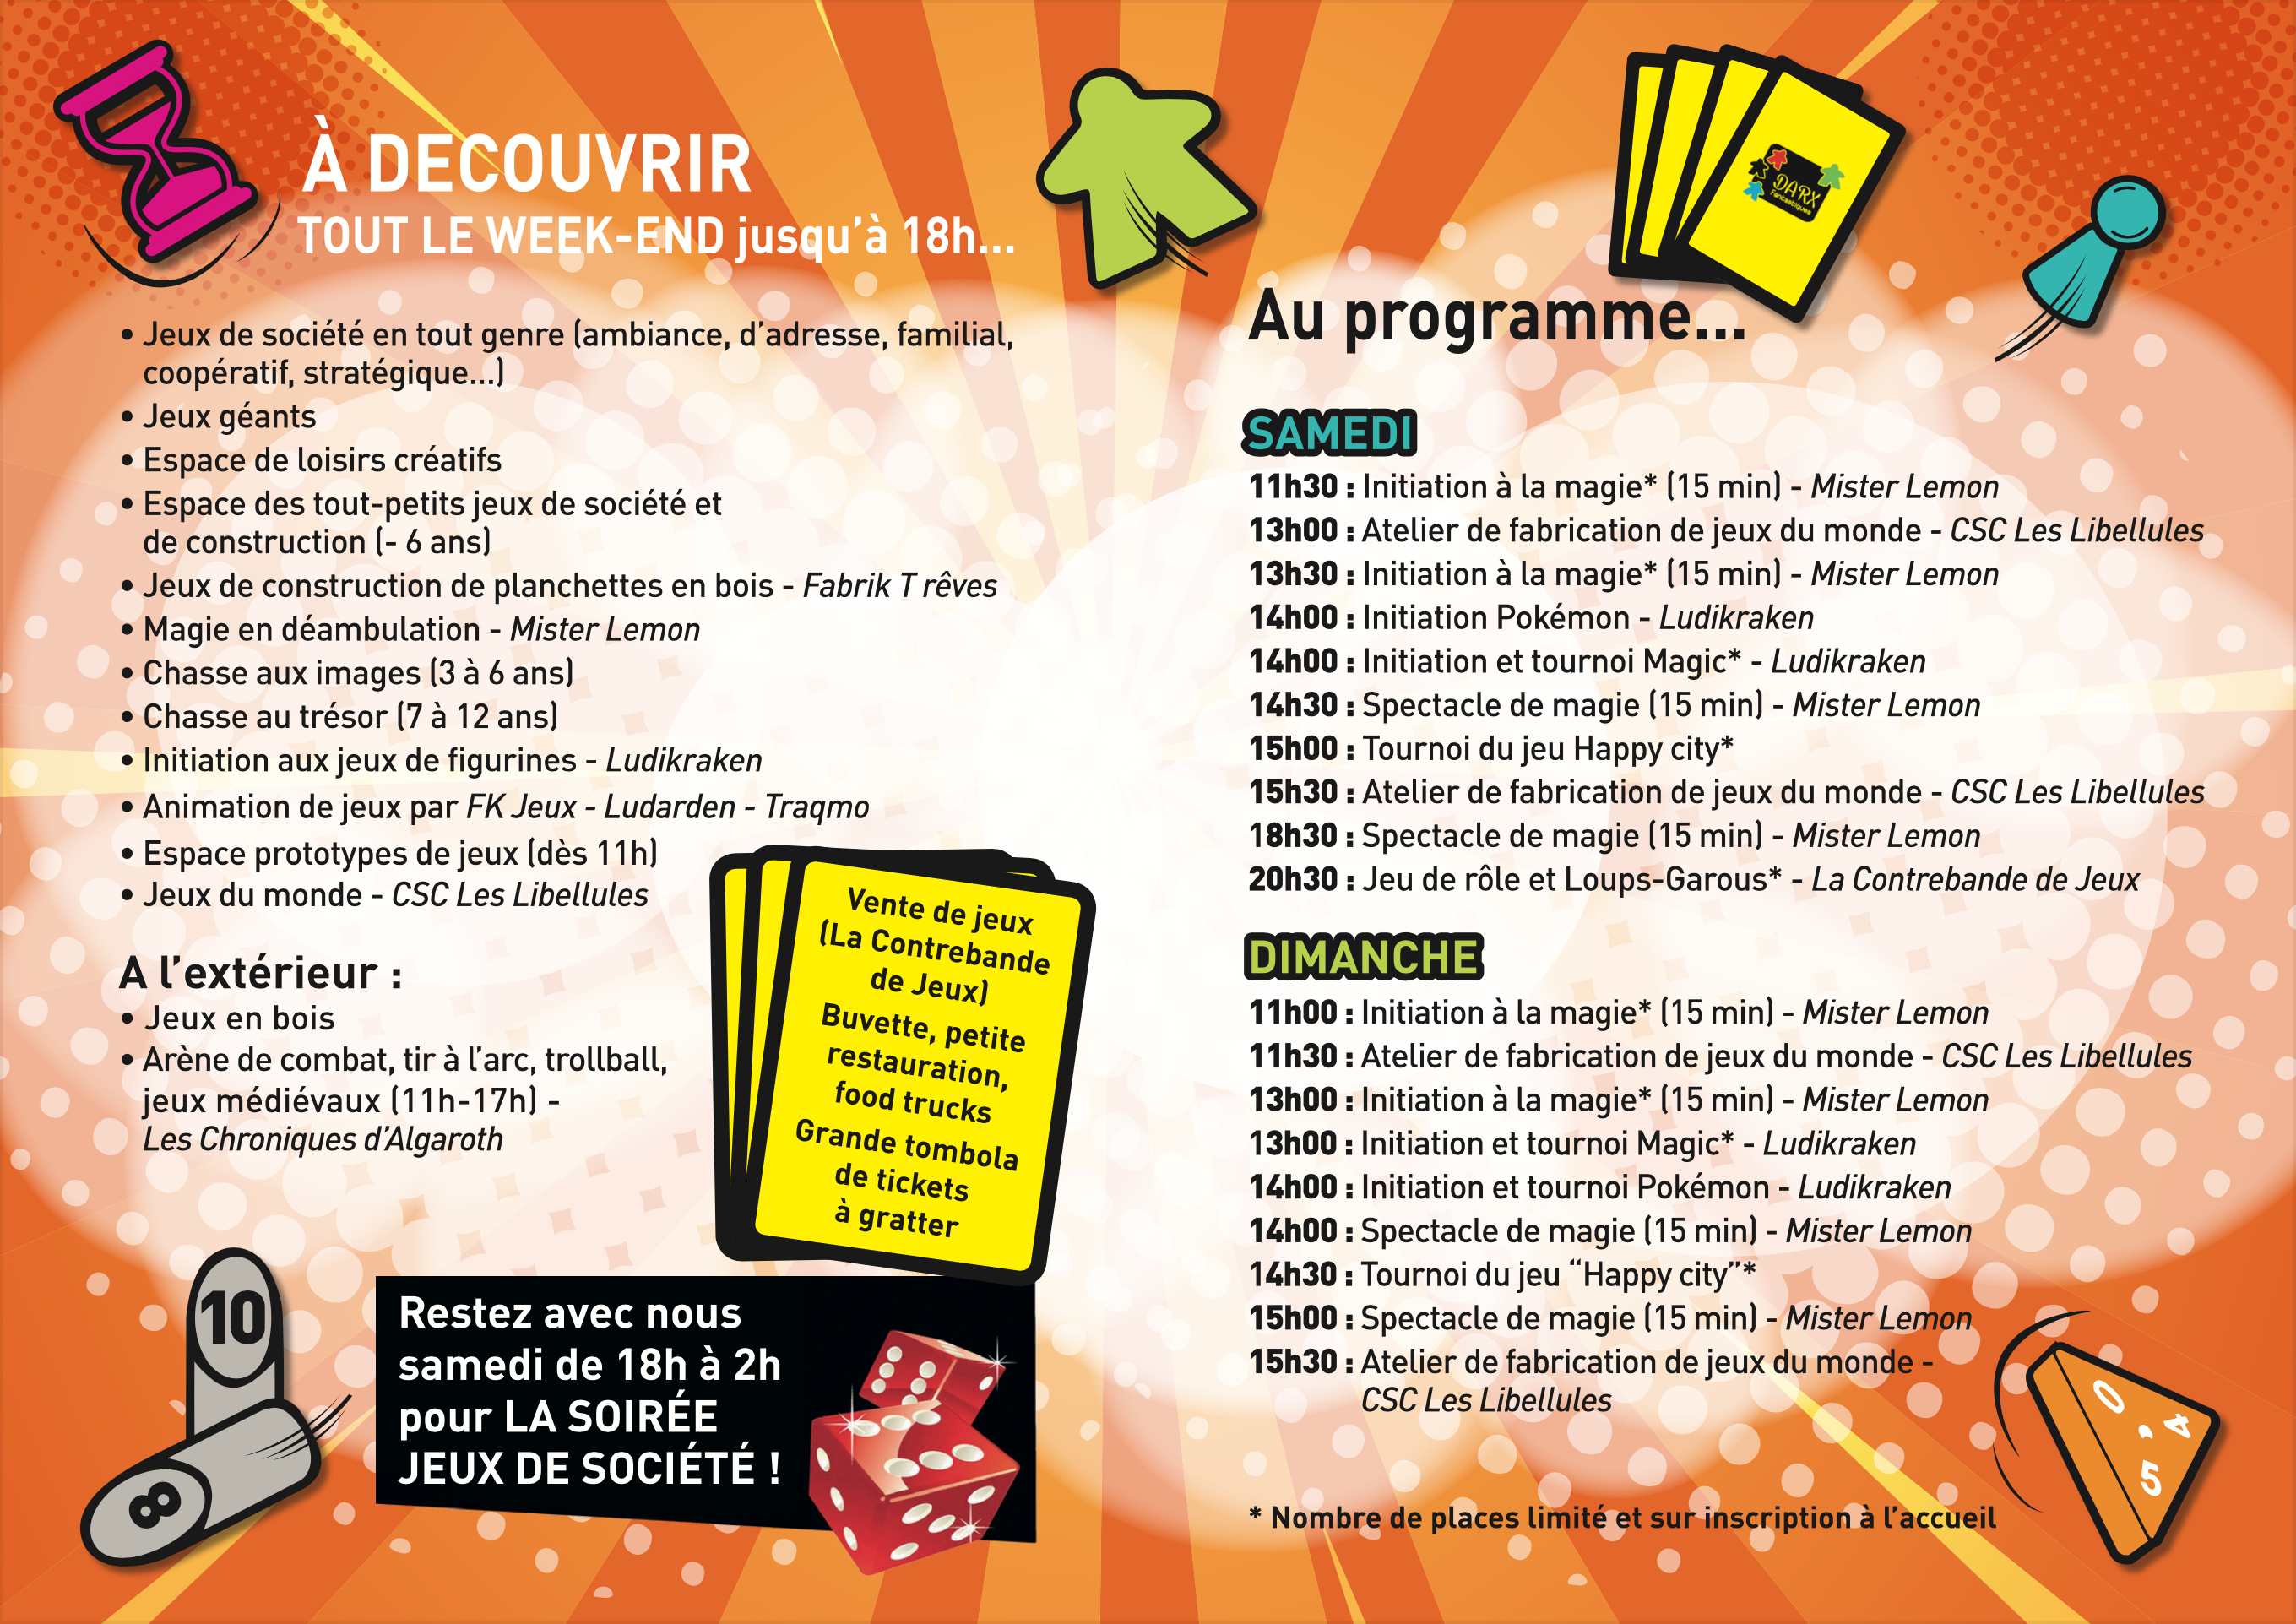 À DECOUVRIR
TOUT LE WEEK-END jusqu'à 18h...
• Jeux de société en tout genre (ambiance, d'adresse, familial,
coopératif, stratégique...)
• Jeux géants
• Espace de loisirs créatifs
• Espace des tout-petits jeux de société et
de construction (- 6 ans)
• Jeux de construction de planchettes en bois - Fabrik T rêves
• Magie en déambulation - Mister Lemon
• Chasse aux images (3 à 6 ans)
• Chasse au trésor (7 à 12 ans)
• Initiation aux jeux de figurines - Ludikraken
• Animation de jeux par FK Jeux - Ludarden - Traqmo
• Espace prototypes de jeux (dès 11h)
• Jeux du monde - CSC Les Libellules
A l'extérieur :
• Jeux en bois
• Arène de combat, tir à l'arc, trollball,
jeux médiévaux (11h-17h) -
Les Chroniques d'Algaroth
Vente de jeux
(La Contrebande
de Jeux)
Buvette, petite
restauration,
food trucks
Grande tombola
de tickets
à gratter
10
8
Restez avec nous
samedi de 18h à 2h
pour LA SOIRÉE
JEUX DE SOCIÉTÉ !
DARX
Fantastiques
Au programme...
SAMEDI
11h30 : Initiation à la magie* (15 min) - Mister Lemon
13h00 : Atelier de fabrication de jeux du monde - CSC Les Libellules
13h30 : Initiation à la magie* (15 min) - Mister Lemon
14h00 : Initiation Pokémon - Ludikraken
14h00 : Initiation et tournoi Magic* - Ludikraken
14h30 : Spectacle de magie (15 min) - Mister Lemon
15h00 : Tournoi du jeu Happy city*
15h30 : Atelier de fabrication de jeux du monde - CSC Les Libellules
18h30 : Spectacle de magie (15 min) - Mister Lemon
20h30 : Jeu de rôle et Loups-Garous* - La Contrebande de Jeux
DIMANCHE
11h00 : Initiation à la magie* (15 min) - Mister Lemon
11h30 : Atelier de fabrication de jeux du monde - CSC Les Libellules
13h00 : Initiation à la magie* (15 min) - Mister Lemon
13h00 : Initiation et tournoi Magic* - Ludikraken
14h00 : Initiation et tournoi Pokémon - Ludikraken
14h00 : Spectacle de magie (15 min) - Mister Lemon
14h30 : Tournoi du jeu “Happy city”*
15h00 : Spectacle de magie (15 min) - Mister Lemon
15h30 : Atelier de fabrication de jeux du monde -
CSC Les Libellules
0
4
5
* Nombre de places limité et sur inscription à l'accueil